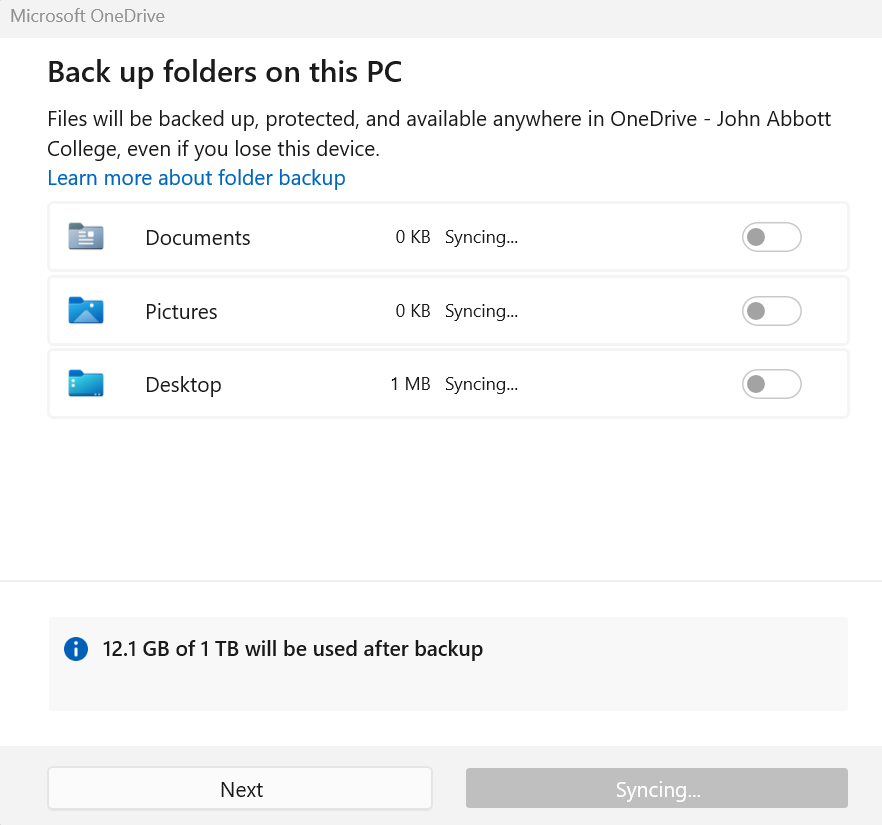 Microsoft OneDrive
Back up folders on this PC
Files will be backed up, protected, and available anywhere in OneDrive - John Abbott
College, even if you lose this device.
Learn more about folder backup
Documents 0 KB Syncing...
Pictures 0 KB Syncing...
Desktop 1 MB Syncing...
12.1 GB of 1 TB will be used after backup
Next Syncing...